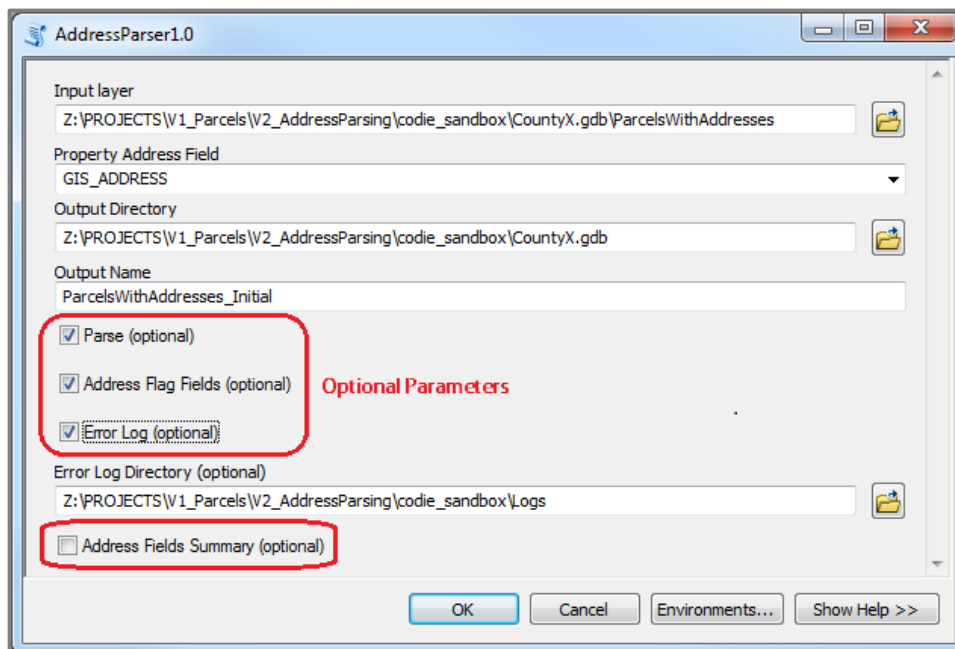 AddressParser1.0
Input layer
Z:\PROJECTS\V1_Parcels\V2_AddressParsing\codie_sandbox\CountyX.gdb\ParcelsWithAddresses
Property Address Field
GIS_ADDRESS
Output Directory
Z:\PROJECTS\V1_Parcels\V2_AddressParsing\codie_sandbox\CountyX.gdb
Output Name
ParcelsWithAddresses_Initial
Parse (optional)
Address Flag Fields (optional) Optional Parameters
Error Log (optional)
Error Log Directory (optional)
Z:\PROJECTS\V1_Parcels\V2_AddressParsing\codie_sandbox\Logs
Address Fields Summary (optional)
OK Cancel Environments... Show Help >>